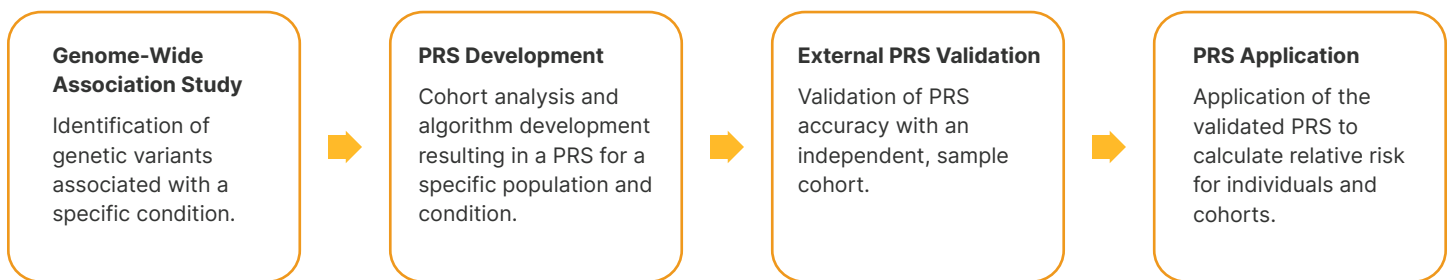 Genome-Wide
Association Study
Identification of
genetic variants
associated with a
specific condition.
PRS Development
Cohort analysis and
algorithm development
resulting in a PRS for a
specific population and
condition.
External PRS Validation
Validation of PRS
accuracy with an
independent, sample
cohort.
PRS Application
Application of the
validated PRS to
calculate relative risk
for individuals and
cohorts.